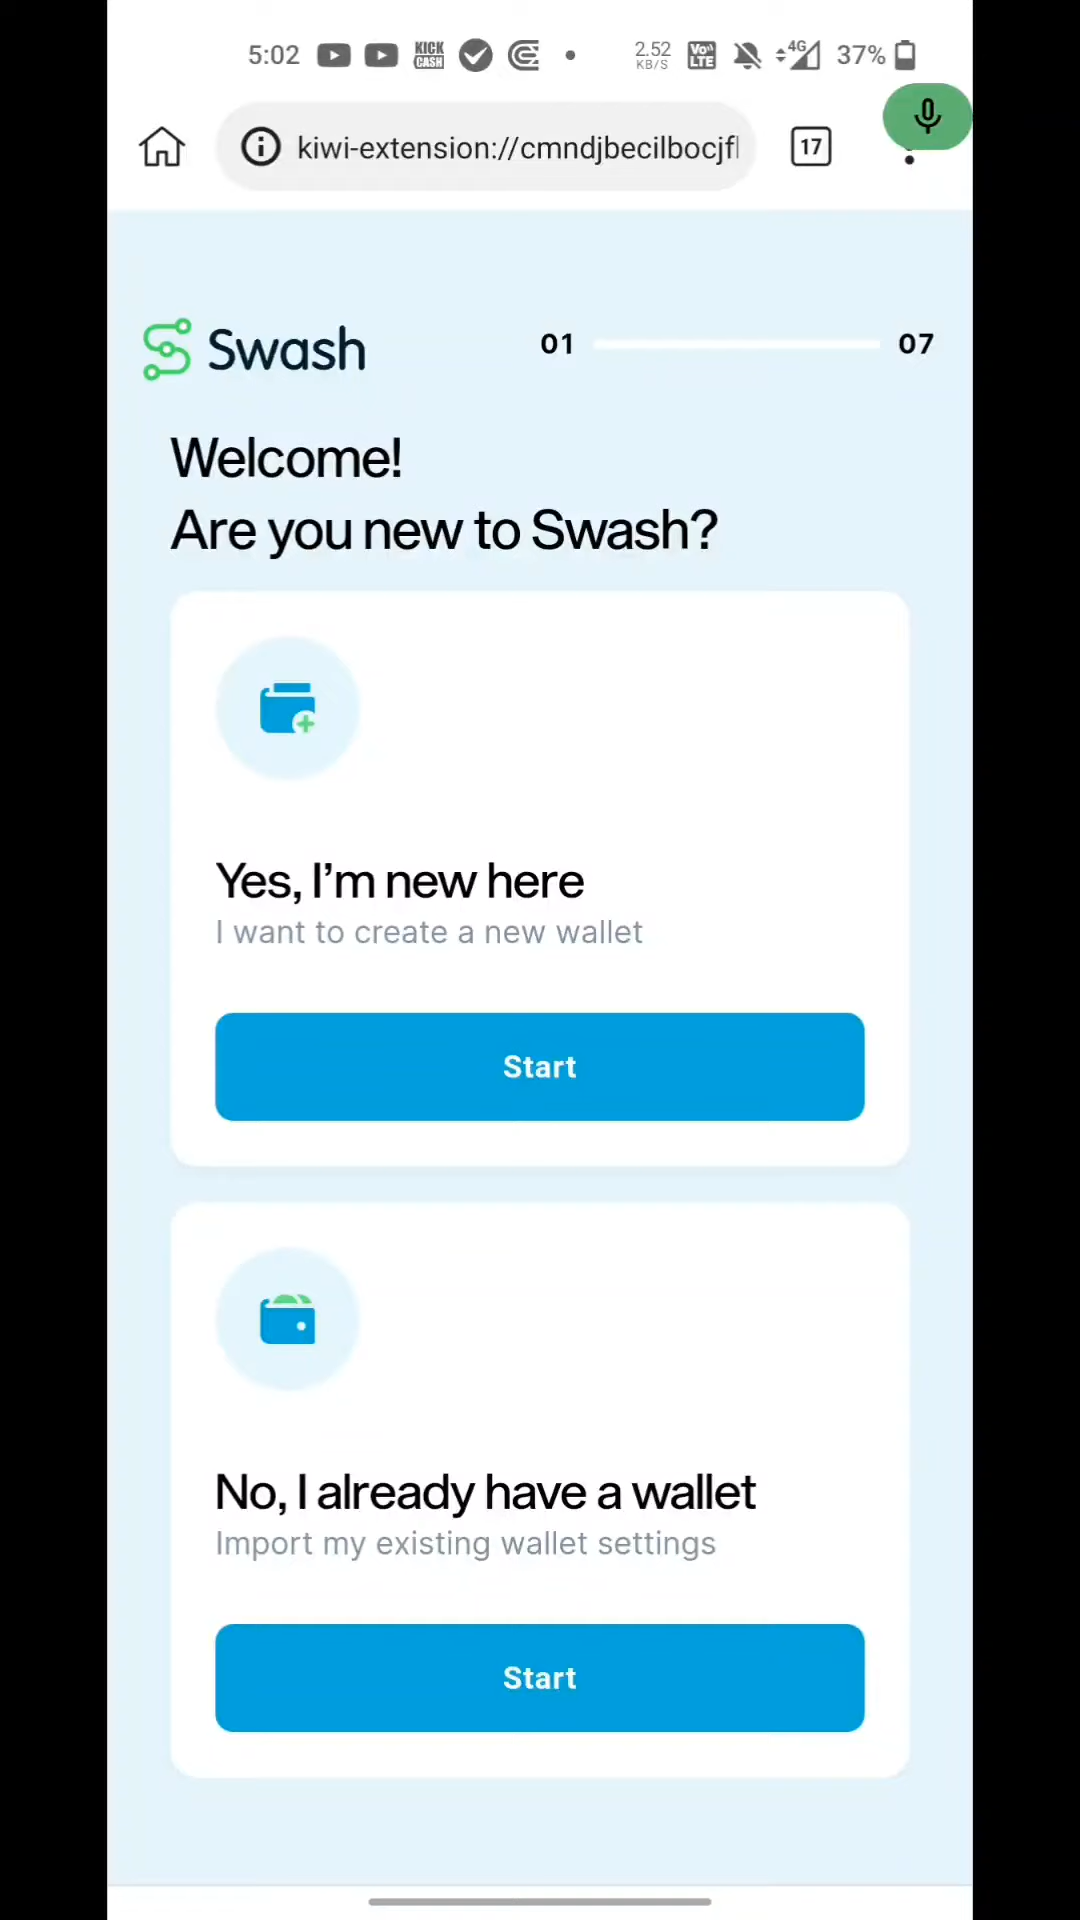 5:02 KICK CASH 2.52 KB/S Vo LTE 4G 37%
kiwi-extension://cmndjbecilbocjfl 17
Swash 01 07
Welcome!
Are you new to Swash?
Yes, I'm new here
I want to create a new wallet
Start
No, I already have a wallet
Import my existing wallet settings
Start